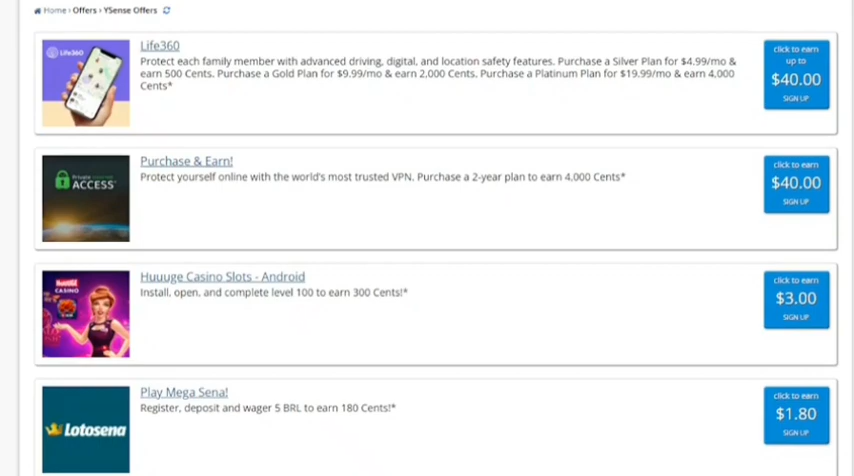 Home › Offers › YSense Offers
Life360
Life360
Protect each family member with advanced driving, digital, and location safety features. Purchase a Silver Plan for $4.99/mo &
earn 500 Cents. Purchase a Gold Plan for $9.99/mo & earn 2,000 Cents. Purchase a Platinum Plan for $19.99/mo & earn 4,000
Cents*
click to earn
up to
$40.00
SIGN UP
Private
ACCESS
Purchase & Earn!
Protect yourself online with the world's most trusted VPN. Purchase a 2-year plan to earn 4,000 Cents*
click to earn
$40.00
SIGN UP
CASINO
Huuuge Casino Slots - Android
Install, open, and complete level 100 to earn 300 Cents!*
click to earn
$3.00
SIGN UP
Lotosena
Play Mega Sena!
Register, deposit and wager 5 BRL to earn 180 Cents!*
click to earn
$1.80
SIGN UP